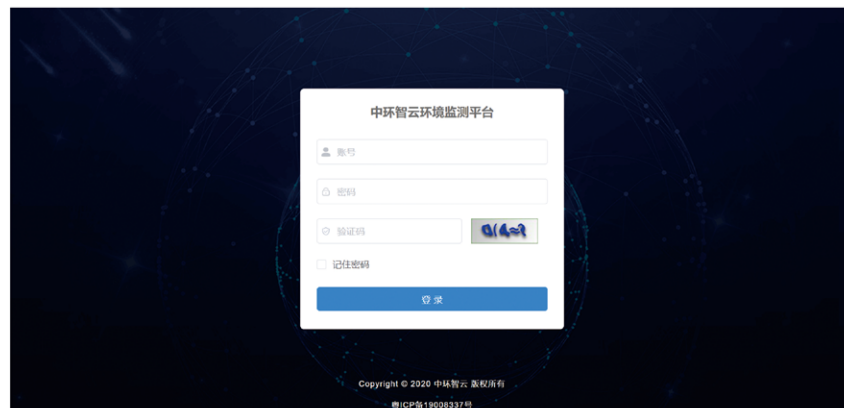 中环智云环境监测平台
账号
密码
验证码
记住密码
登 录
Copyright © 2020 中环智云 版权所有
粤ICP备19008337号